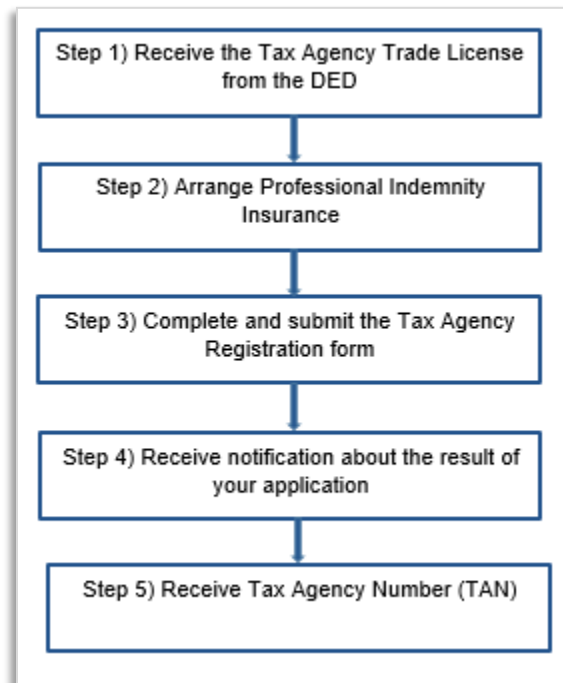 Step 1) Receive the Tax Agency Trade License
from the DED
Step 2) Arrange Professional Indemnity
Insurance
Step 3) Complete and submit the Tax Agency
Registration form
Step 4) Receive notification about the result of
your application
Step 5) Receive Tax Agency Number (TAN)